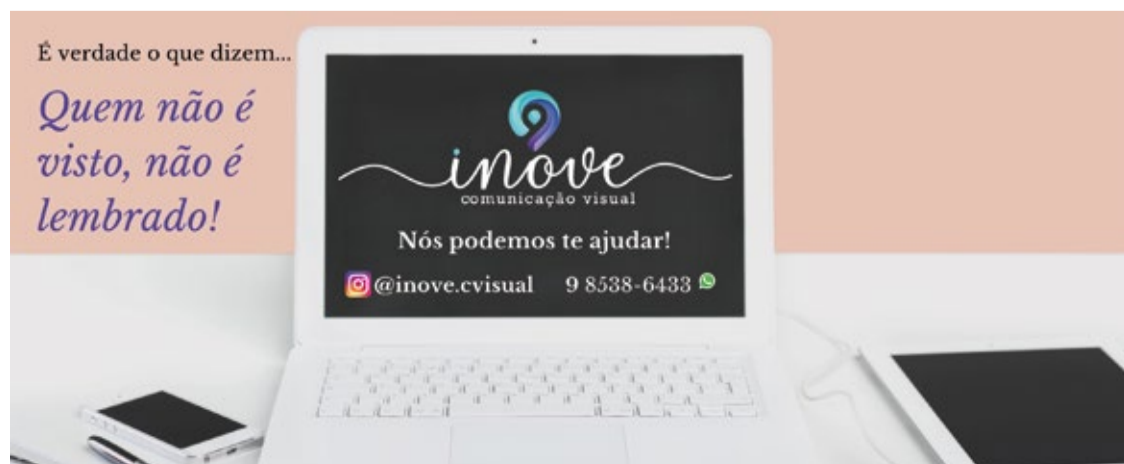 É verdade o que dizem...
Quem não é
visto, não é
lembrado!
inove
comunicação visual
Nós podemos te ajudar!
@inove.cvisual 9 8538-6433